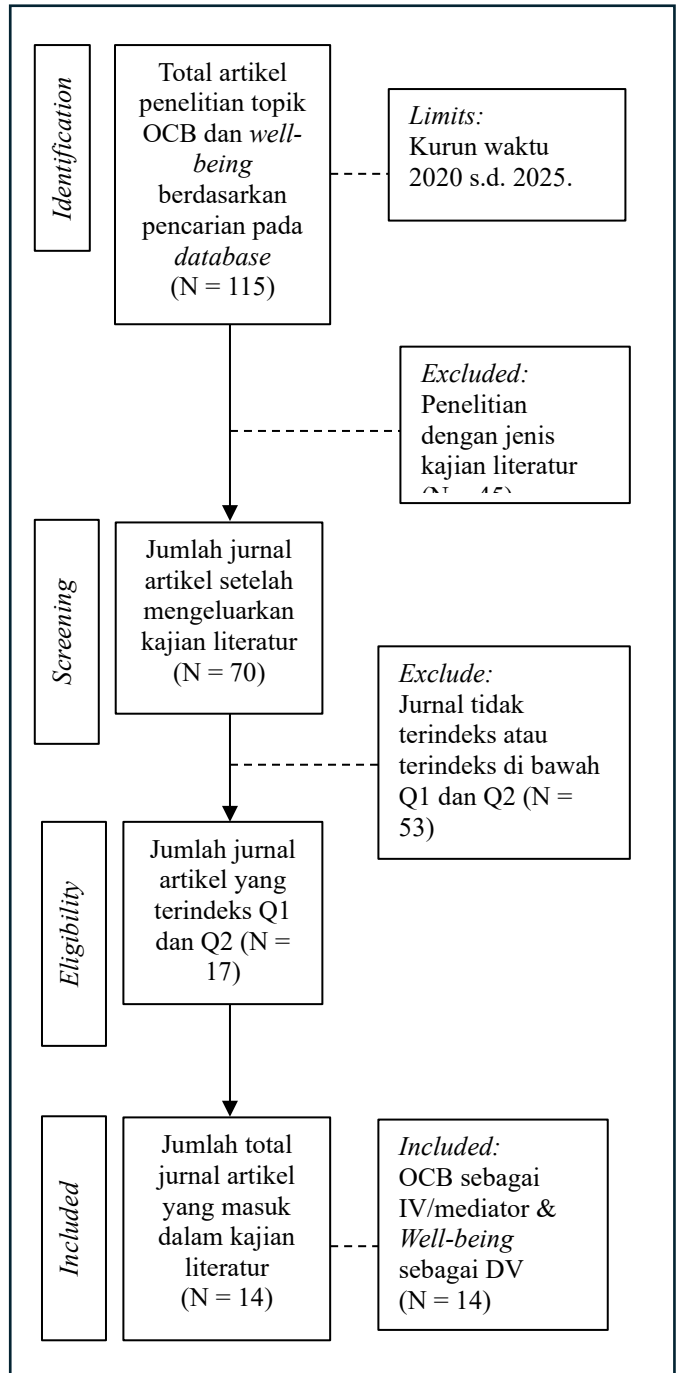 Identification
Total artikel
penelitian topik
OCB dan well-
being
berdasarkan
pencarian pada
database
(N = 115)
Limits:
Kurun waktu
2020 s.d. 2025.
Excluded:
Penelitian
dengan jenis
kajian literatur
Screening
Jumlah jurnal
artikel setelah
mengeluarkan
kajian literatur
(N = 70)
Exclude:
Jurnal tidak
terindeks atau
terindeks di bawah
Q1 dan Q2 (N =
53)
Eligibility
Jumlah jurnal
artikel yang
terindeks Q1
dan Q2 (N =
17)
Included
Jumlah total
jurnal artikel
yang masuk
dalam kajian
literatur
(N = 14)
Included:
OCB sebagai
IV/mediator &
Well-being
sebagai DV
(N = 14)